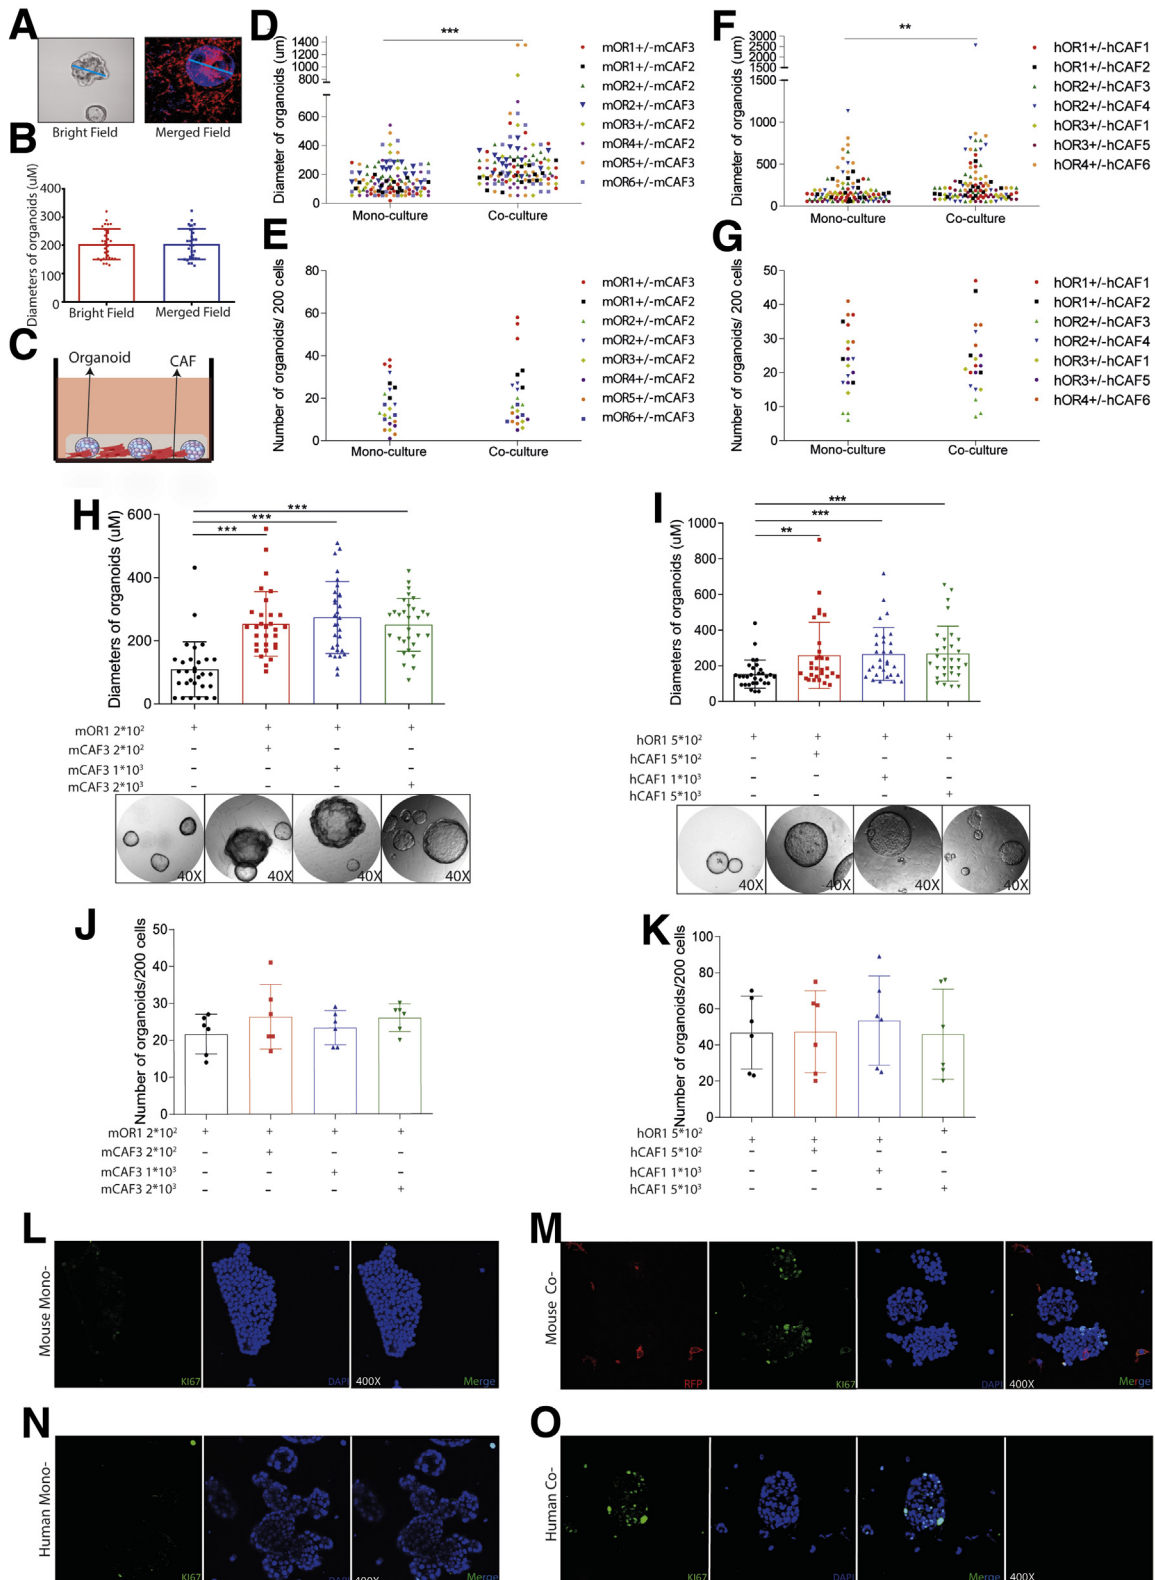 A
Bright Field
Merged Field
B
Diameters of organoids (uM)
400
300
200
100
0
Bright Field
Merged Field
C
Organoid
CAF
D
Diameter of organoids (um)
1400
1200
1000
800
600
400
200
0
***
Mono-culture
Co-culture
mOR1+/-mCAF3
mOR1+/-mCAF2
mOR2+/-mCAF2
mOR2+/-mCAF3
mOR3+/-mCAF2
mOR4+/-mCAF2
mOR5+/-mCAF3
mOR6+/-mCAF3
F
Diameter of organoids (um)
3000
2500
2000
1500
1500
1000
500
0
**
Mono-culture
Co-culture
hOR1+/-hCAF1
hOR1+/-hCAF2
hOR2+/-hCAF3
hOR2+/-hCAF4
hOR3+/-hCAF1
hOR3+/-hCAF5
hOR4+/-hCAF6
E
Number of organoids/ 200 cells
80
60
40
20
0
Mono-culture
Co-culture
mOR1+/-mCAF3
mOR1+/-mCAF2
mOR2+/-mCAF2
mOR2+/-mCAF3
mOR3+/-mCAF2
mOR4+/-mCAF2
mOR5+/-mCAF3
mOR6+/-mCAF3
G
Number of organoids/ 200 cells
50
40
30
20
10
0
Mono-culture
Co-culture
hOR1+/-hCAF1
hOR1+/-hCAF2
hOR2+/-hCAF3
hOR2+/-hCAF4
hOR3+/-hCAF1
hOR3+/-hCAF5
hOR4+/-hCAF6
H
Diameters of organoids (uM)
600
400
200
0
***
***
***
mOR1 2*10² + + + +
mCAF3 2*10² - + - -
mCAF3 1*10³ - - + -
mCAF3 2*10³ - - - +
40X
40X
40X
40X
I
Diameters of organoids (uM)
1000
800
600
400
200
0
***
***
**
hOR1 5*10² + + + +
hCAF1 5*10² - + - -
hCAF1 1*10³ - - + -
hCAF1 5*10³ - - - +
40X
40X
40X
40X
J
Number of organoids/200 cells
50
40
30
20
10
0
mOR1 2*10² + + + +
mCAF3 2*10² - + - -
mCAF3 1*10³ - - + -
mCAF3 2*10³ - - - +
K
Number of organoids/200 cells
100
80
60
40
20
0
hOR1 5*10² + + + +
hCAF1 5*10² - + - -
hCAF1 1*10³ - - + -
hCAF1 5*10³ - - - +
L
Mouse Mono-
KI67
DAPI
400X
Merge
M
Mouse Co-
RFP
KI67
DAPI
400X
Merge
N
Human Mono-
KI67
DAPI
400X
Merge
O
Human Co-
KI67
DAPI
Merge
400X